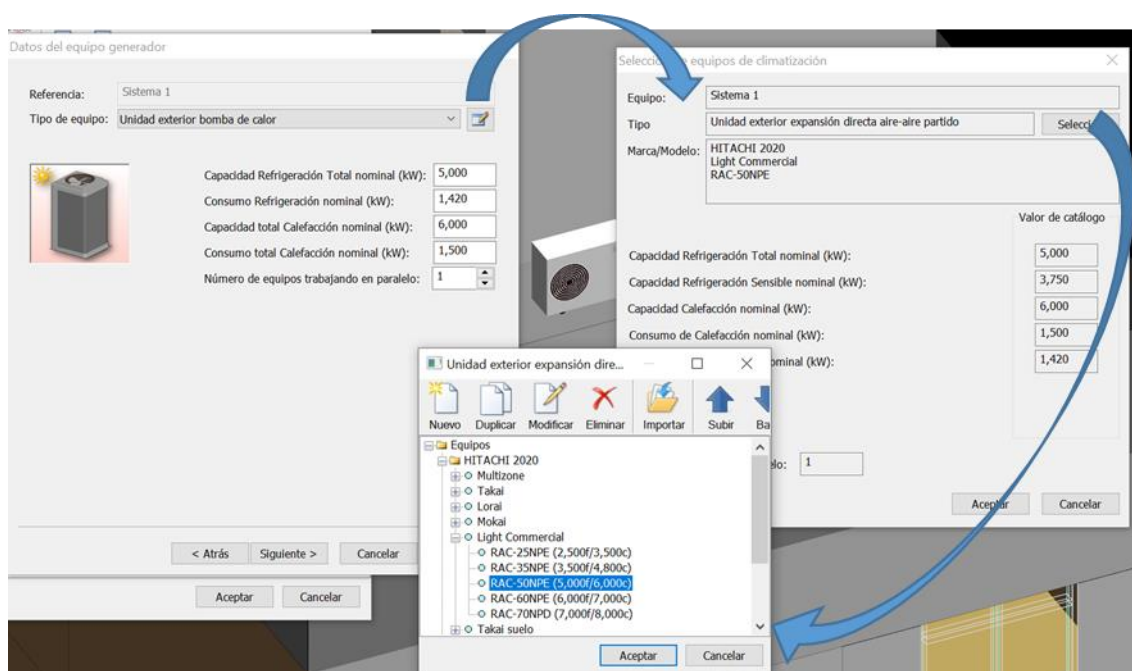 Datos del equipo generador
Referencia: Sistema 1
Tipo de equipo: Unidad exterior bomba de calor
Capacidad Refrigeración Total nominal (kW): 5,000
Consumo Refrigeración nominal (kW): 1,420
Capacidad total Calefacción nominal (kW): 6,000
Consumo total Calefacción nominal (kW): 1,500
Número de equipos trabajando en paralelo: 1
< Atrás Siguiente > Cancelar
Aceptar Cancelar
equipos de climatización
Equipo: Sistema 1
Tipo Unidad exterior expansión directa aire-aire partido
Marca/Modelo: HITACHI 2020
Light Commercial
RAC-50NPE
Valor de catálogo
Capacidad Refrigeración Total nominal (kW): 5,000
Capacidad Refrigeración Sensible nominal (kW): 3,750
Capacidad Calefacción nominal (kW): 6,000
Consumo de Calefacción nominal (kW): 1,500
(kW): 1,420
1
Aceptar Cancelar
Unidad exterior expansión dire...
Nuevo Duplicar Modificar Eliminar Importar Subir Ba
Equipos
HITACHI 2020
Multizone
Takai
Lorai
Mokai
Light Commercial
RAC-25NPE (2,500f/3,500c)
RAC-35NPE (3,500f/4,800c)
RAC-50NPE (5,000f/6,000c)
RAC-60NPE (6,000f/7,000c)
RAC-70NPD (7,000f/8,000c)
Takai suelo
Aceptar Cancelar